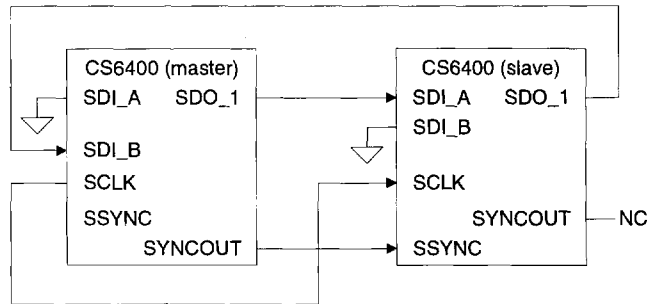 CS6400 (master) CS6400 (slave)
SDI_A SDO_1 SDI_A SDO_1
SDI_B
SDI_B
SCLK SCLK
SSYNC SYNCOUT NC
SYNCOUT SSYNC